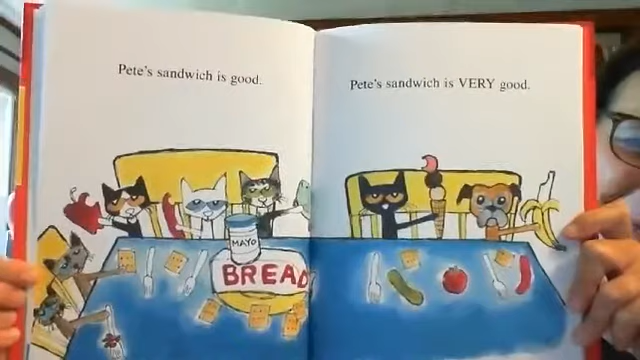 Pete's sandwich is good.
Pete's sandwich is VERY good.
MAYO
BREAD